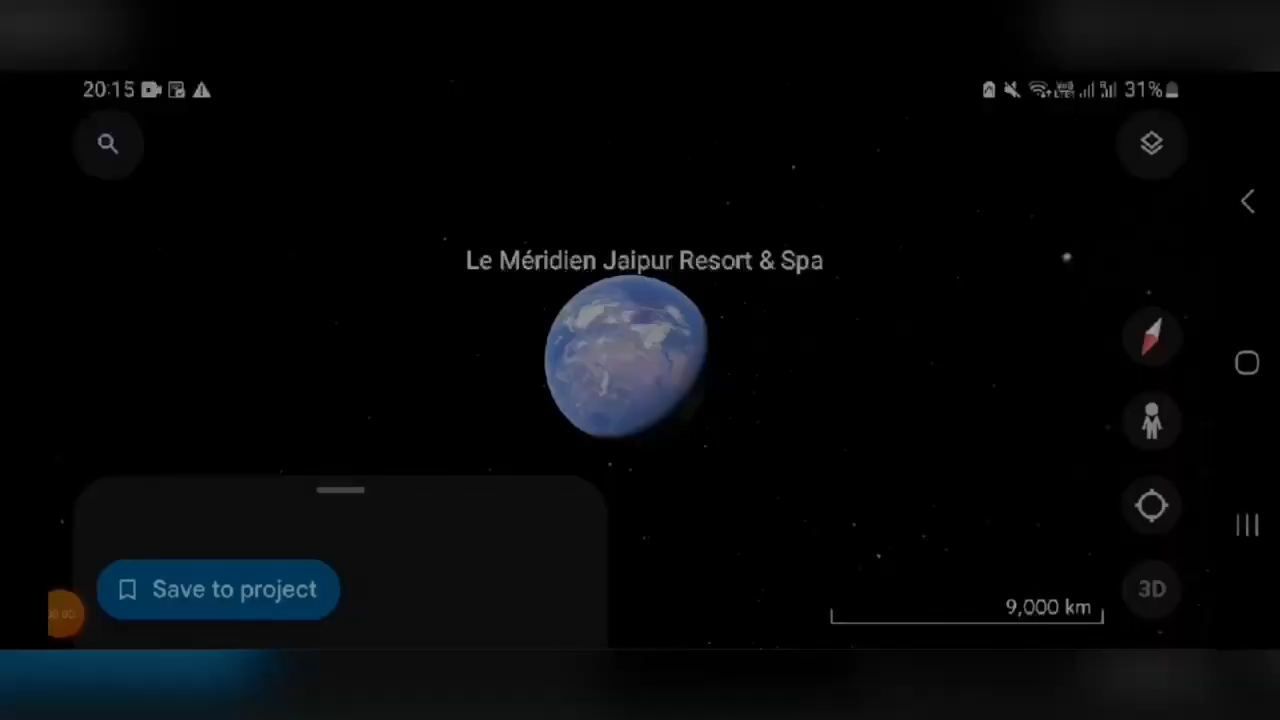 20:15
31%
Le Méridien Jaipur Resort & Spa
Save to project
9,000 km
3D